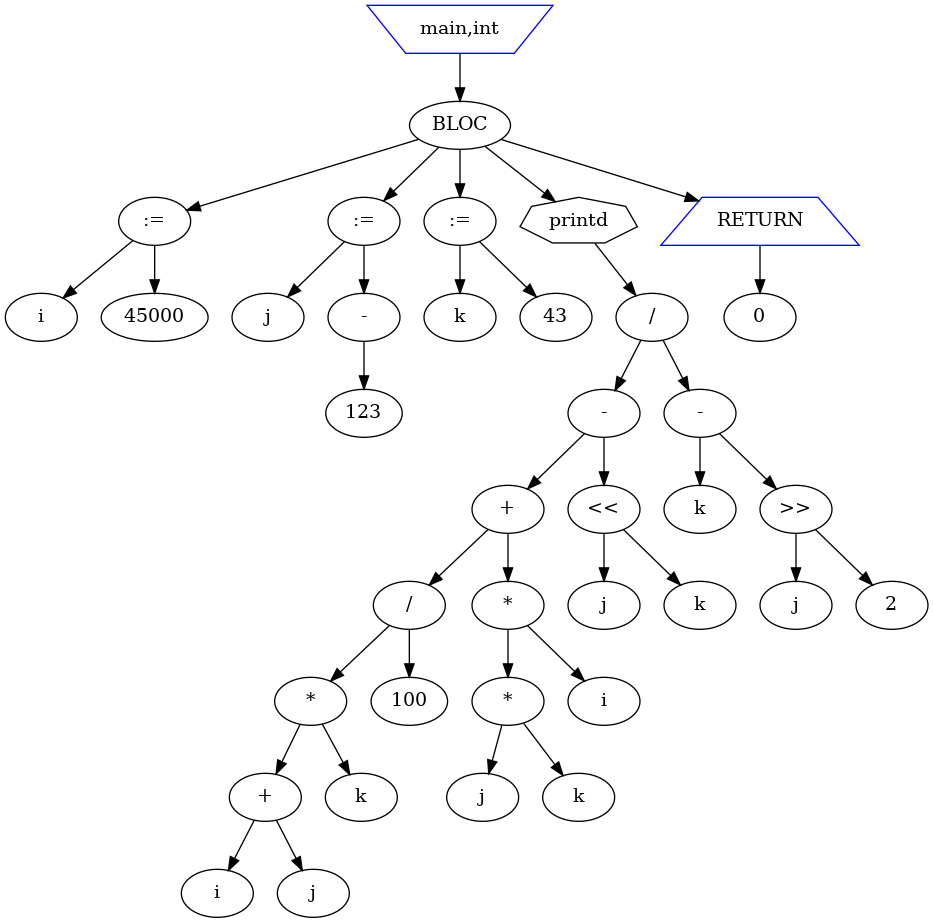 main,int
BLOC
:=
:=
:=
printd
RETURN
i
45000
j
-
k
43
/
0
123
-
-
+
<<
k
>>
/
*
j
k
j
2
*
100
*
i
+
k
j
k
i
j